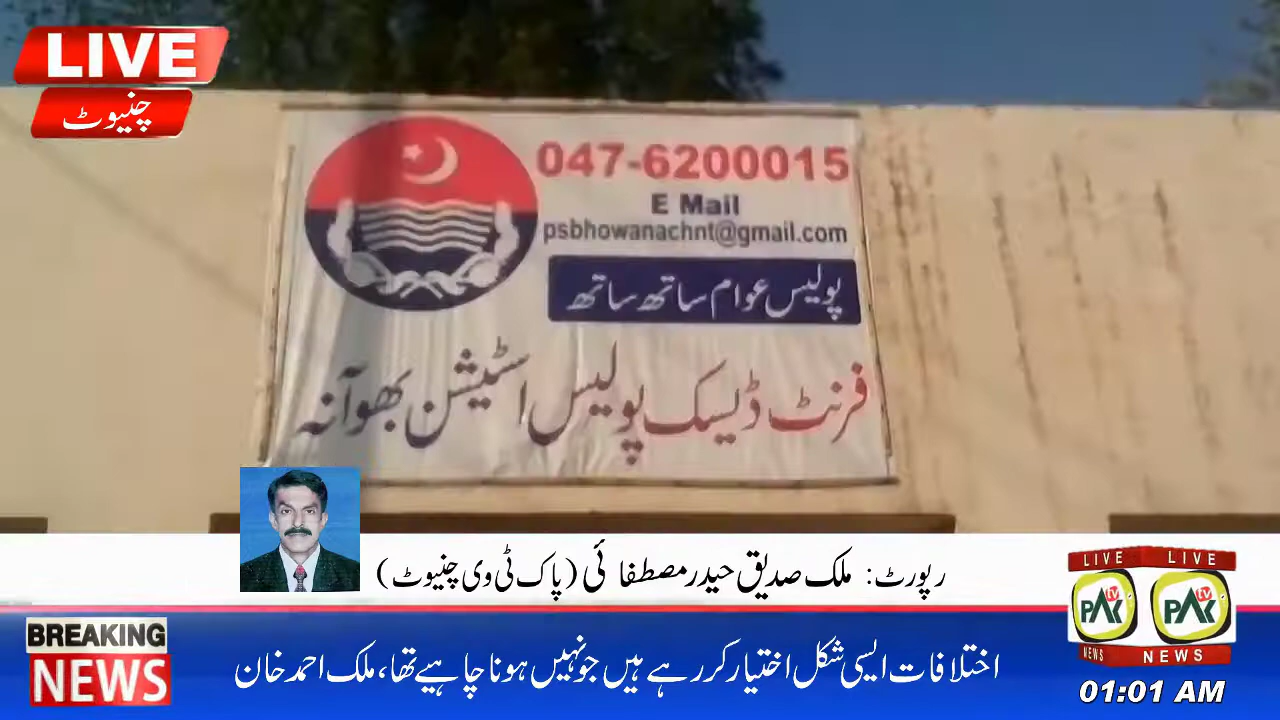 LIVE
چنیوٹ
047-6200015
E Mail
psbhowanachnt@gmail.com
پولیس عوام ساتھ ساتھ
فرنٹ ڈیسک پولیس اسٹیشن بھوآنہ
رپورٹ: ملک صدیق حیدر مصطفائی (پاک ٹی وی چنیوٹ)
BREAKING
NEWS
اختلافات ایسی شکل اختیار کر رہے ہیں جو نہیں ہونا چاہیے تھا، ملک احمد خان
LIVE LIVE
PAK tv PAK tv
NEWS NEWS
01:01 AM